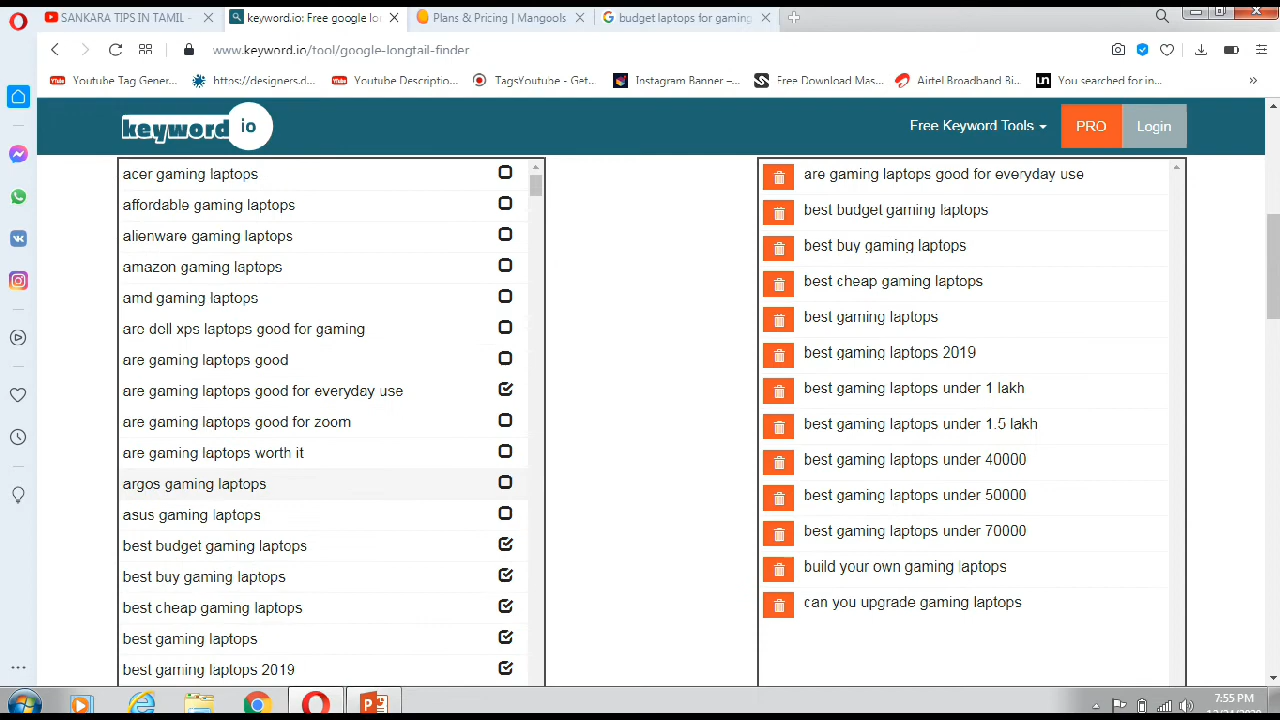 SANKARA TIPS IN TAMIL -
keyword.io: Free google lo
Plans & Pricing | Mangool
budget laptops for gaming
www.keyword.io/tool/google-longtail-finder
Youtube Tag Gener...
https://designers.d...
Youtube Descriptio...
TagsYoutube - Get...
Instagram Banner –...
Free Download Mas...
Airtel Broadband Bi...
You searched for in...
keyword io
Free Keyword Tools
PRO
Login
acer gaming laptops
affordable gaming laptops
alienware gaming laptops
amazon gaming laptops
amd gaming laptops
are dell xps laptops good for gaming
are gaming laptops good
are gaming laptops good for everyday use
are gaming laptops good for zoom
are gaming laptops worth it
argos gaming laptops
asus gaming laptops
best budget gaming laptops
best buy gaming laptops
best cheap gaming laptops
best gaming laptops
best gaming laptops 2019
are gaming laptops good for everyday use
best budget gaming laptops
best buy gaming laptops
best cheap gaming laptops
best gaming laptops
best gaming laptops 2019
best gaming laptops under 1 lakh
best gaming laptops under 1.5 lakh
best gaming laptops under 40000
best gaming laptops under 50000
best gaming laptops under 70000
build your own gaming laptops
can you upgrade gaming laptops
7:55 PM